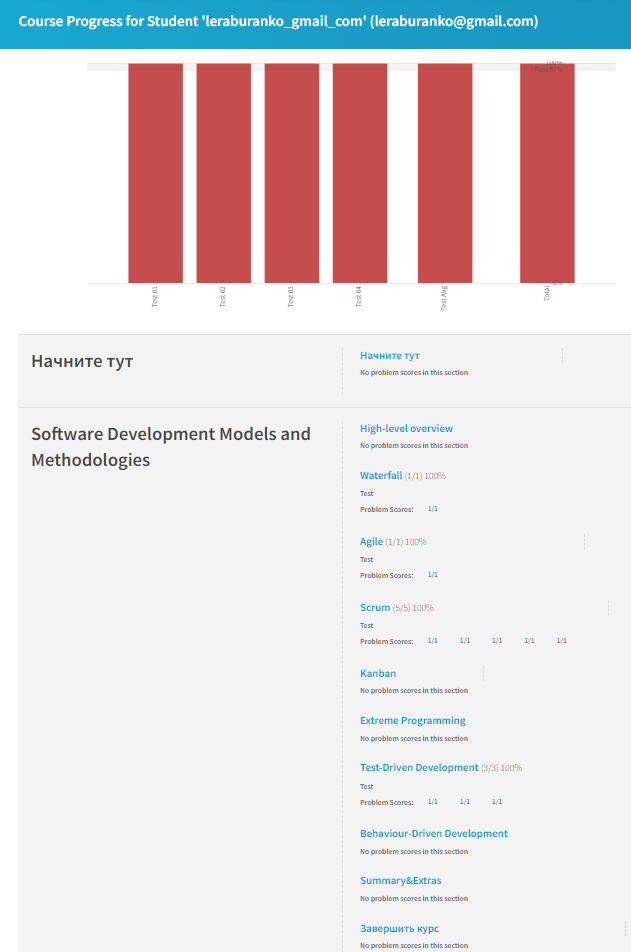 Course Progress for Student 'leraburanko_gmail_com' (leraburanko@gmail.com)
100%
Test 01
Test 02
Test 03
Test 04
Test Avg
Total
Начните тут
Начните тут
No problem scores in this section
Software Development Models and
Methodologies
High-level overview
No problem scores in this section
Waterfall (1/1) 100%
Test
Problem Scores: 1/1
Agile (1/1) 100%
Test
Problem Scores: 1/1
Scrum (5/5) 100%
Test
Problem Scores: 1/1 1/1 1/1 1/1 1/1
Kanban
No problem scores in this section
Extreme Programming
No problem scores in this section
Test-Driven Development (3/3) 100%
Test
Problem Scores: 1/1 1/1 1/1
Behaviour-Driven Development
No problem scores in this section
Summary&Extras
No problem scores in this section
Завершить курс
No problem scores in this section